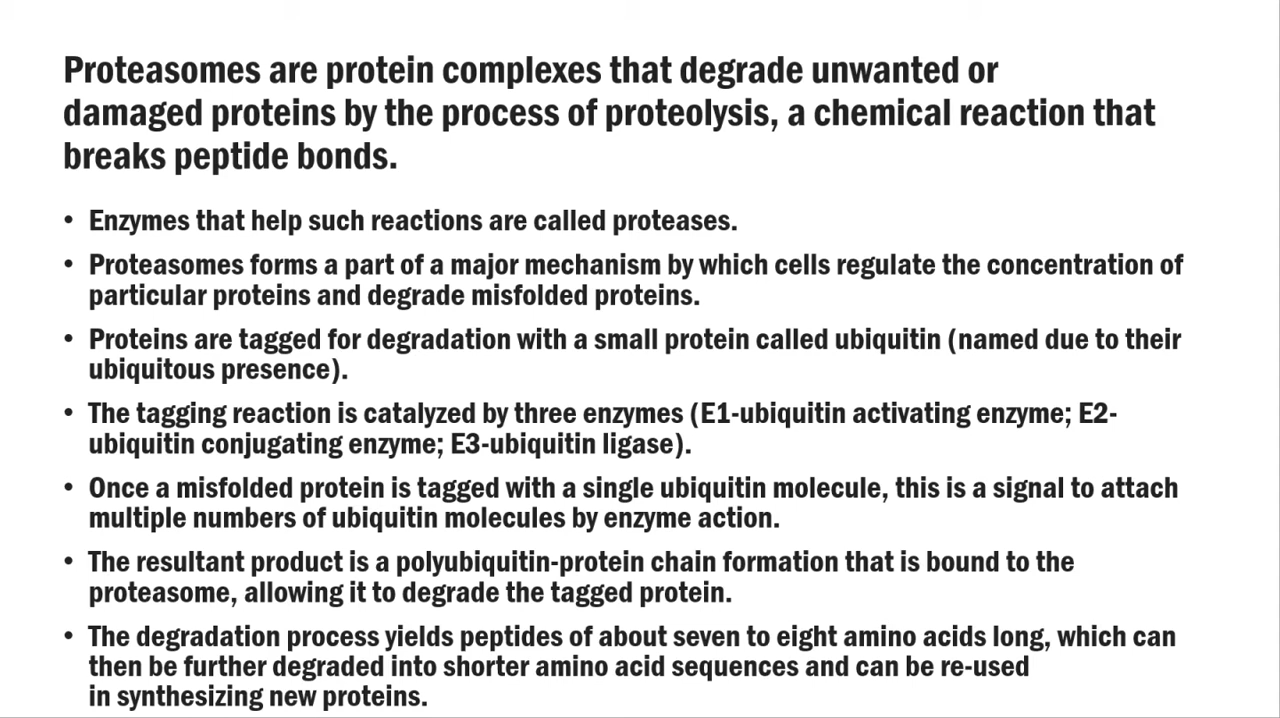 Proteasomes are protein complexes that degrade unwanted or
damaged proteins by the process of proteolysis, a chemical reaction that
breaks peptide bonds.
• Enzymes that help such reactions are called proteases.
• Proteasomes forms a part of a major mechanism by which cells regulate the concentration of
particular proteins and degrade misfolded proteins.
• Proteins are tagged for degradation with a small protein called ubiquitin (named due to their
ubiquitous presence).
• The tagging reaction is catalyzed by three enzymes (E1-ubiquitin activating enzyme; E2-
ubiquitin conjugating enzyme; E3-ubiquitin ligase).
• Once a misfolded protein is tagged with a single ubiquitin molecule, this is a signal to attach
multiple numbers of ubiquitin molecules by enzyme action.
• The resultant product is a polyubiquitin-protein chain formation that is bound to the
proteasome, allowing it to degrade the tagged protein.
• The degradation process yields peptides of about seven to eight amino acids long, which can
then be further degraded into shorter amino acid sequences and can be re-used
in synthesizing new proteins.